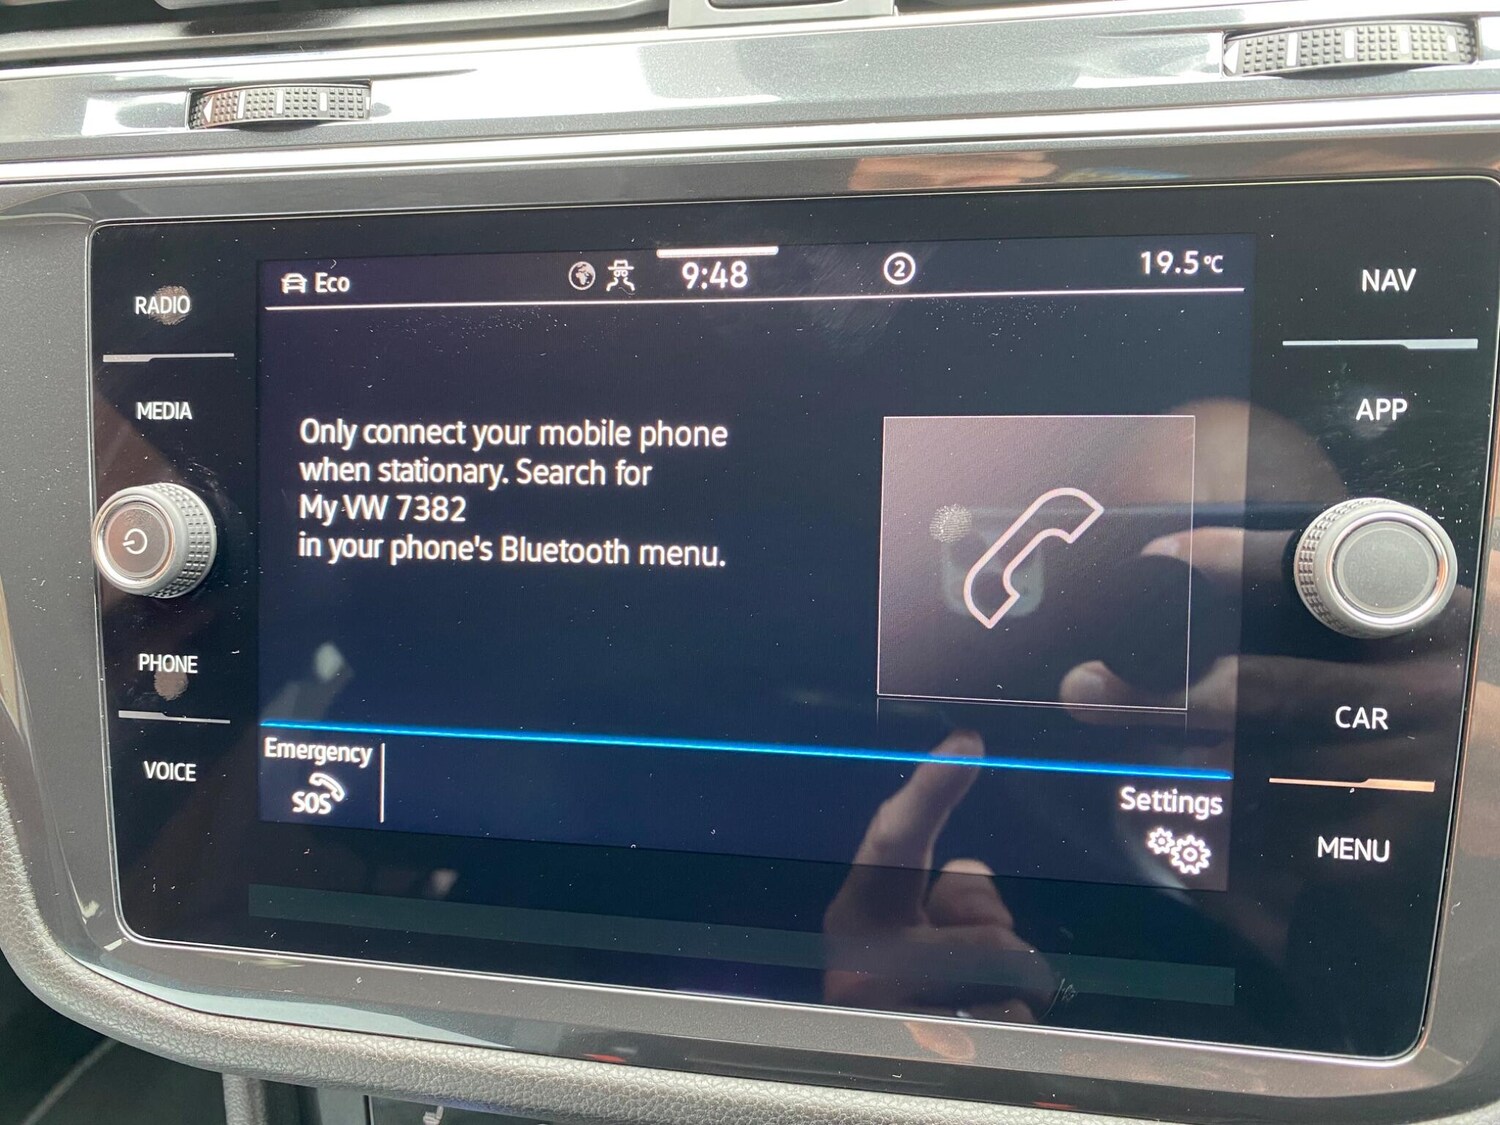 Eco
9:48
2
19.5°C
RADIO
MEDIA
PHONE
VOICE
Only connect your mobile phone
when stationary. Search for
My VW 7382
in your phone's Bluetooth menu.
Emergency
SOS
Settings
NAV
APP
CAR
MENU